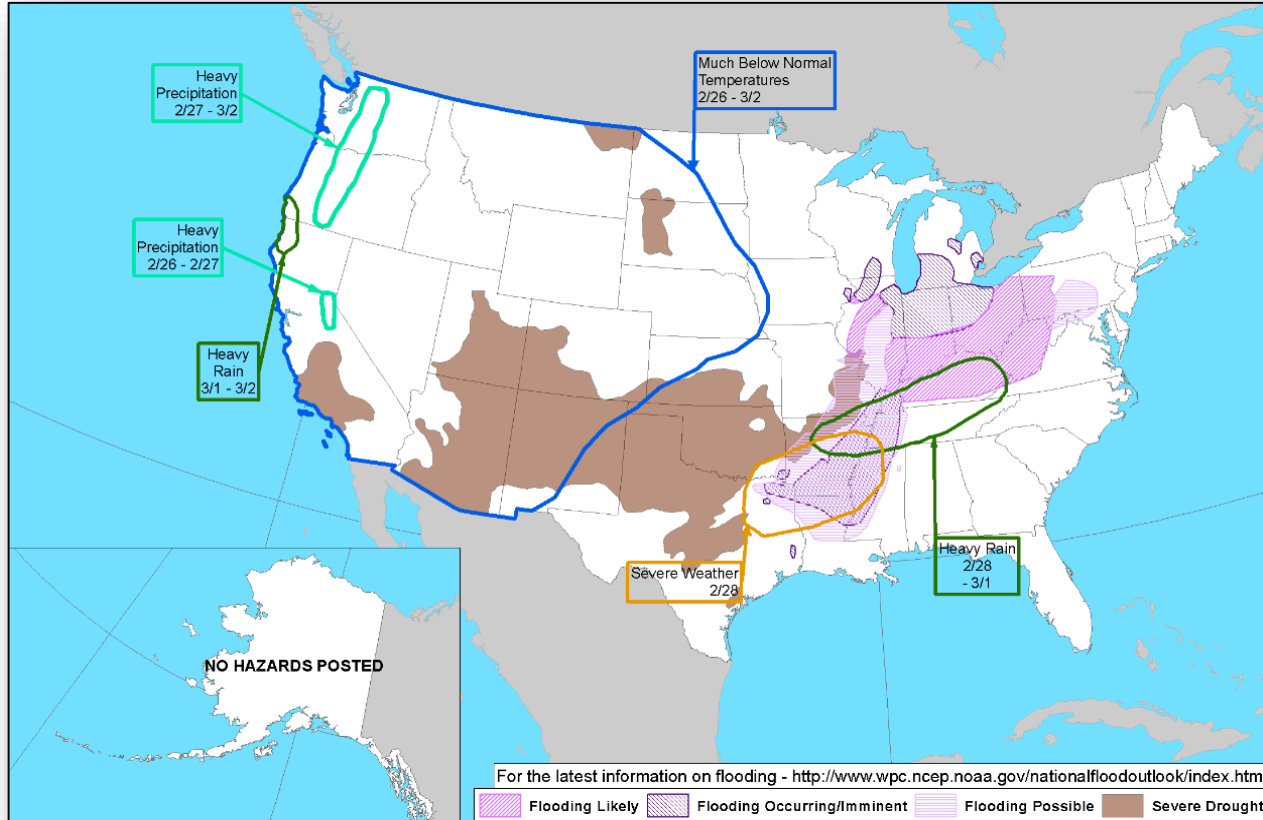 Heavy
Precipitation
2/27 - 3/2
Much Below Normal
Temperatures
2/26 - 3/2
Heavy
Precipitation
2/26 - 2/27
Heavy
Rain
3/1 - 3/2
Severe Weather
2/28
Heavy Rain
2/28
- 3/1
NO HAZARDS POSTED
For the latest information on flooding - http://www.wpc.ncep.noaa.gov/nationalfloodoutlook/index.htm
Flooding Likely Flooding Occurring/Imminent Flooding Possible Severe Drought